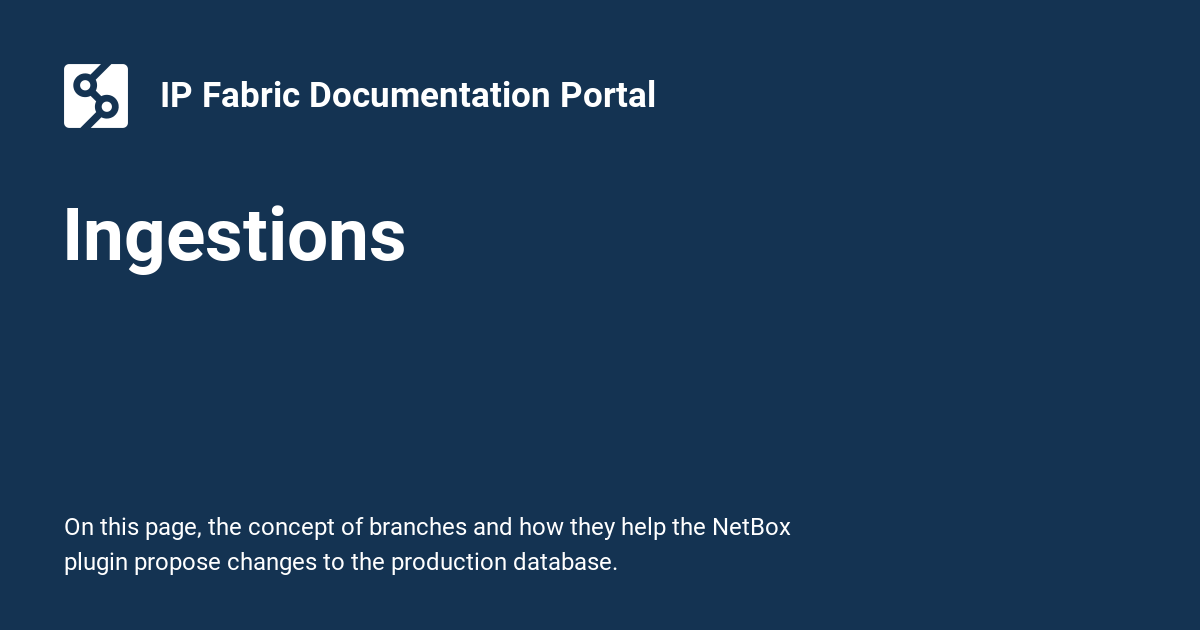 IP Fabric Documentation Portal
Ingestions
On this page, the concept of branches and how they help the NetBox
plugin propose changes to the production database.